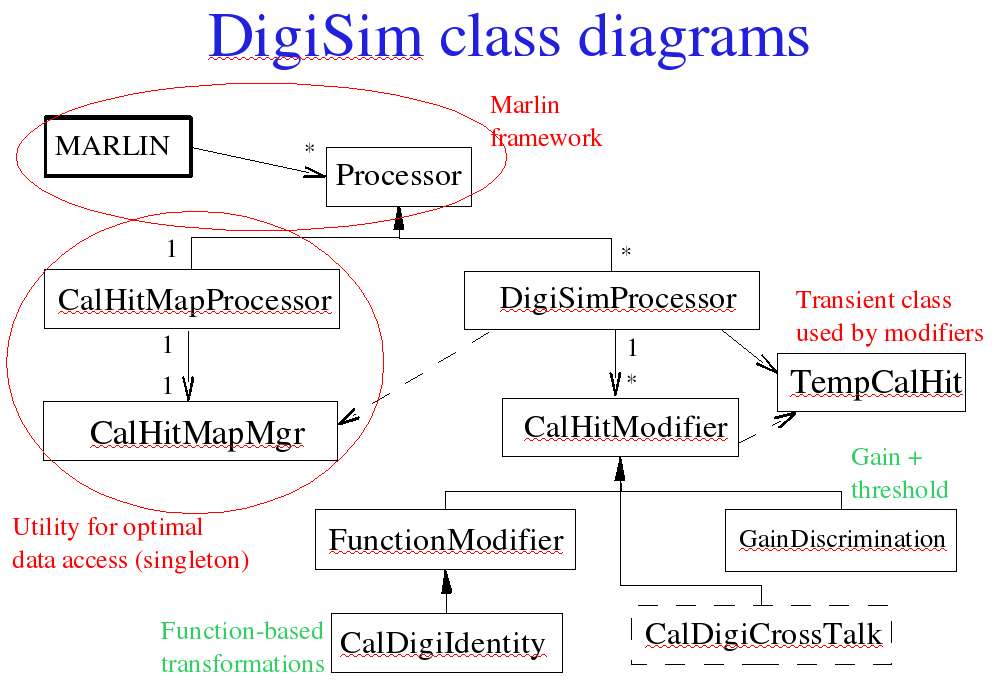 DigiSim class diagrams
Marlin
framework
MARLIN
*
Processor
1
*
CalHitMapProcessor
DigiSimProcessor
Transient class
used by modifiers
1
1
1
*
TempCalHit
CalHitMapMgr
CalHitModifier
Gain +
threshold
Utility for optimal
data access (singleton)
FunctionModifier
GainDiscrimination
Function-based
transformations
CalDigiIdentity
CalDigiCrossTalk